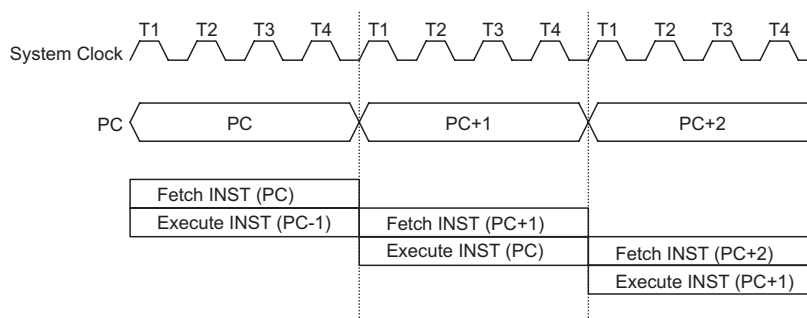 T1 T2 T3 T4 T1 T2 T3 T4 T1 T2 T3 T4
System Clock
PC PC PC+1 PC+2
Fetch INST (PC)
Execute INST (PC-1) Fetch INST (PC+1)
Execute INST (PC) Fetch INST (PC+2)
Execute INST (PC+1)